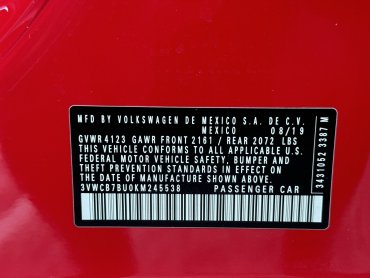 MFD BY VOLKSWAGEN DE MEXICO S.A. DE C.V.
MEXICO 08/19
GVWR 4123 GAWR FRONT 2161 / REAR 2072 LBS
THIS VEHICLE CONFORMS TO ALL APPLICABLE U.S.
FEDERAL MOTOR VEHICLE SAFETY, BUMPER AND
THEFT PREVENTION STANDARDS IN EFFECT ON THE
DATE OF MANUFACTURE SHOWN ABOVE.
3VWCB7BU0KM245538 PASSENGER CAR
3431052 3387 M